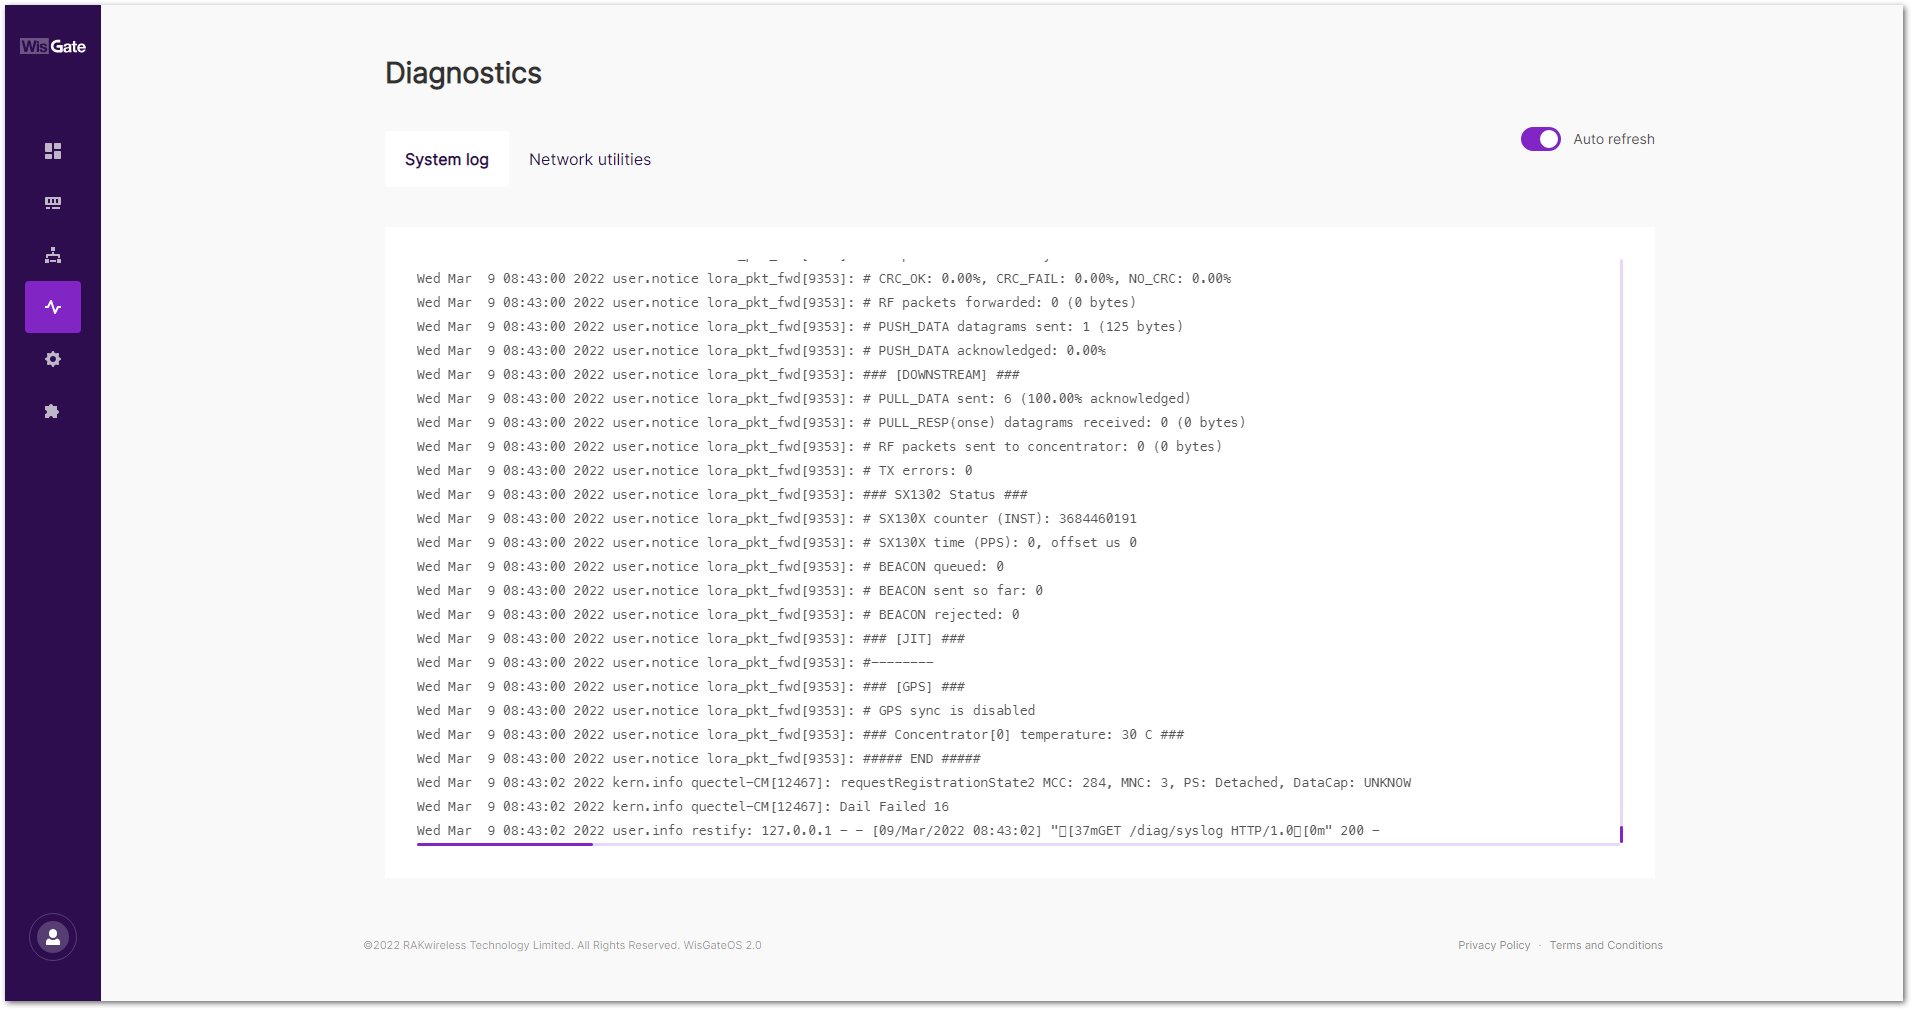 WisGate
Diagnostics
System log
Network utilities
Auto refresh
Wed Mar  9 08:43:00 2022 user.notice lora_pkt_fwd[9353]: # CRC_OK: 0.00%, CRC_FAIL: 0.00%, NO_CRC: 0.00%
Wed Mar  9 08:43:00 2022 user.notice lora_pkt_fwd[9353]: # RF packets forwarded: 0 (0 bytes)
Wed Mar  9 08:43:00 2022 user.notice lora_pkt_fwd[9353]: # PUSH_DATA datagrams sent: 1 (125 bytes)
Wed Mar  9 08:43:00 2022 user.notice lora_pkt_fwd[9353]: # PUSH_DATA acknowledged: 0.00%
Wed Mar  9 08:43:00 2022 user.notice lora_pkt_fwd[9353]: ### [DOWNSTREAM] ###
Wed Mar  9 08:43:00 2022 user.notice lora_pkt_fwd[9353]: # PULL_DATA sent: 6 (100.00% acknowledged)
Wed Mar  9 08:43:00 2022 user.notice lora_pkt_fwd[9353]: # PULL_RESP(onse) datagrams received: 0 (0 bytes)
Wed Mar  9 08:43:00 2022 user.notice lora_pkt_fwd[9353]: # RF packets sent to concentrator: 0 (0 bytes)
Wed Mar  9 08:43:00 2022 user.notice lora_pkt_fwd[9353]: # TX errors: 0
Wed Mar  9 08:43:00 2022 user.notice lora_pkt_fwd[9353]: ### SX1302 Status ###
Wed Mar  9 08:43:00 2022 user.notice lora_pkt_fwd[9353]: # SX130X counter (INST): 3684460191
Wed Mar  9 08:43:00 2022 user.notice lora_pkt_fwd[9353]: # SX130X time (PPS): 0, offset us 0
Wed Mar  9 08:43:00 2022 user.notice lora_pkt_fwd[9353]: # BEACON queued: 0
Wed Mar  9 08:43:00 2022 user.notice lora_pkt_fwd[9353]: # BEACON sent so far: 0
Wed Mar  9 08:43:00 2022 user.notice lora_pkt_fwd[9353]: # BEACON rejected: 0
Wed Mar  9 08:43:00 2022 user.notice lora_pkt_fwd[9353]: ### [JIT] ###
Wed Mar  9 08:43:00 2022 user.notice lora_pkt_fwd[9353]: #--------
Wed Mar  9 08:43:00 2022 user.notice lora_pkt_fwd[9353]: ### [GPS] ###
Wed Mar  9 08:43:00 2022 user.notice lora_pkt_fwd[9353]: # GPS sync is disabled
Wed Mar  9 08:43:00 2022 user.notice lora_pkt_fwd[9353]: ### Concentrator[0] temperature: 30 C ###
Wed Mar  9 08:43:00 2022 user.notice lora_pkt_fwd[9353]: ##### END #####
Wed Mar  9 08:43:02 2022 kern.info quectel-CM[12467]: requestRegistrationState2 MCC: 284, MNC: 3, PS: Detached, DataCap: UNKNOW
Wed Mar  9 08:43:02 2022 kern.info quectel-CM[12467]: Dail Failed 16
Wed Mar  9 08:43:02 2022 user.info restify: 127.0.0.1 - - [09/Mar/2022 08:43:02] "▯[37mGET /diag/syslog HTTP/1.0▯[0m" 200 -
©2022 RAKwireless Technology Limited. All Rights Reserved. WisGateOS 2.0
Privacy Policy · Terms and Conditions